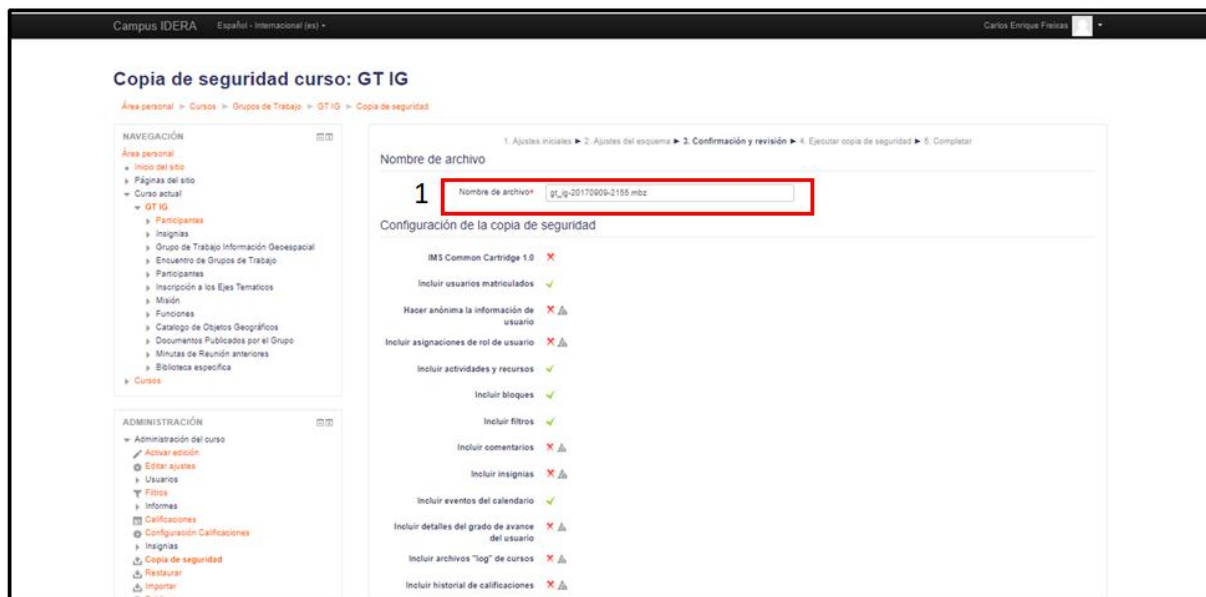 Campus IDERA Español - Internacional (es)
Carlos Enrique Freixas
Copia de seguridad curso: GT IG
Área personal ► Cursos ► Grupos de Trabajo ► GT IG ► Copia de seguridad
NAVEGACIÓN
Área personal
Inicio del sitio
Páginas del sitio
Curso actual
GT IG
Participantes
Insignias
Grupo de Trabajo Información Geoespacial
Encuentro de Grupos de Trabajo
Participantes
Inscripción a los Ejes Tematicos
Misión
Funciones
Catalogo de Objetos Geográficos
Documentos Publicados por el Grupo
Minutas de Reunión anteriores
Biblioteca especifica
Cursos
ADMINISTRACIÓN
Administración del curso
Activar edición
Editar ajustes
Usuarios
Filtros
Informes
Calificaciones
Configuración Calificaciones
Insignias
Copia de seguridad
Restaurar
Importar
1. Ajustes iniciales ► 2. Ajustes del esquema ► 3. Confirmación y revisión ► 4. Ejecutar copia de seguridad ► 5. Completar
Nombre de archivo
1
Nombre de archivo* gt_ig-20170909-2155.mbz
Configuración de la copia de seguridad
IMS Common Cartridge 1.0
Incluir usuarios matriculados
Hacer anónima la información de
usuario
Incluir asignaciones de rol de usuario
Incluir actividades y recursos
Incluir bloques
Incluir filtros
Incluir comentarios
Incluir insignias
Incluir eventos del calendario
Incluir detalles del grado de avance
del usuario
Incluir archivos "log" de cursos
Incluir historial de calificaciones